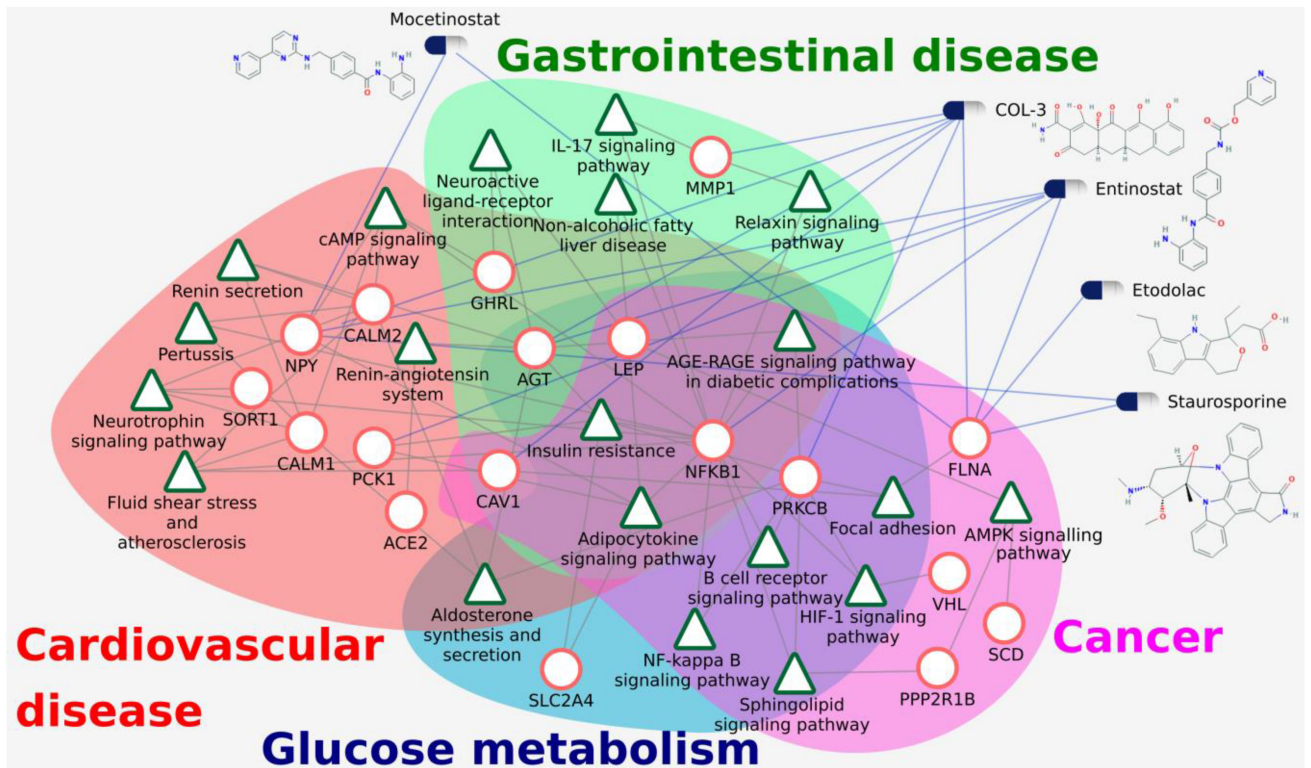 Mocetinostat
Gastrointestinal disease
COL-3
IL-17 signaling
pathway
MMP1
Neuroactive
ligand-receptor
interaction
Non-alcoholic fatty
liver disease
Relaxin signaling
pathway
Entinostat
cAMP signaling
pathway
Renin secretion
GHRL
CALM2
Etodolac
Pertussis
NPY
Renin-angiotensin
system
AGT
LEP
AGE-RAGE signaling pathway
in diabetic complications
Staurosporine
Neurotrophin
signaling pathway
SORT1
CALM1
PCK1
CAV1
Insulin resistance
NFKB1
FLNA
PRKCB
Fluid shear stress
and
atherosclerosis
ACE2
Adipocytokine
signaling pathway
Focal adhesion
AMPK signalling
pathway
B cell receptor
signaling pathway
HIF-1 signaling
pathway
VHL
Aldosterone
synthesis and
secretion
SCD
Cardiovascular
disease
Cancer
NF-kappa B
signaling pathway
SLC2A4
Sphingolipid
signaling pathway
PPP2R1B
Glucose metabolism